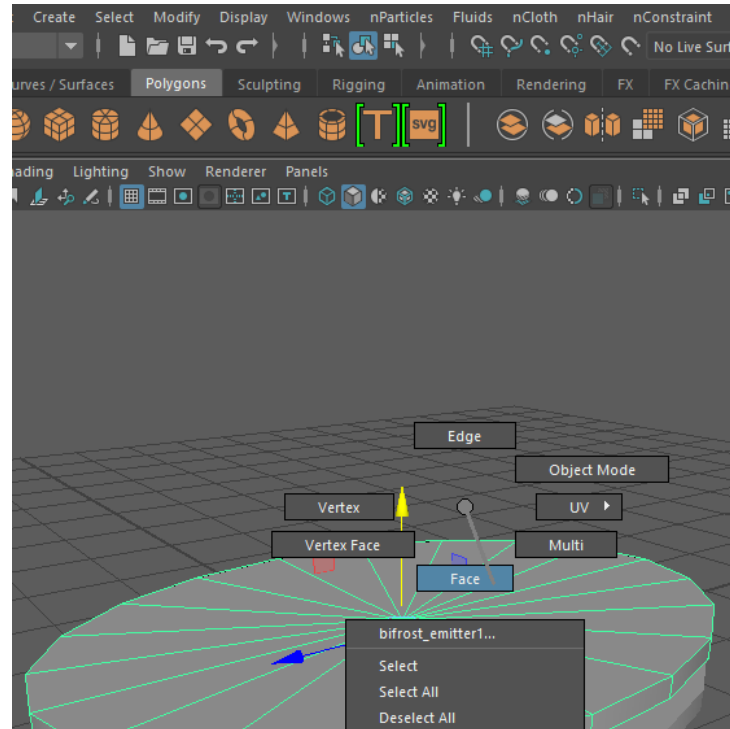 Create Select Modify Display Windows nParticles Fluids nCloth nHair nConstraint
No Live Surf
urves / Surfaces Polygons Sculpting Rigging Animation Rendering FX FX Cachin
T svg
ading Lighting Show Renderer Panels
Edge
Object Mode
Vertex UV
Vertex Face Multi
Face
bifrost_emitter1...
Select
Select All
Deselect All